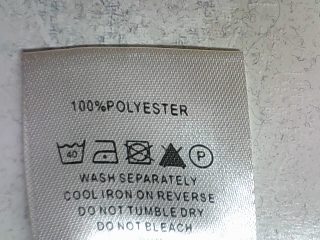 100%POLYESTER
40 P
WASH SEPARATELY
COOL IRON ON REVERSE
DO NOT TUMBLE DRY
DO NOT BLEACH